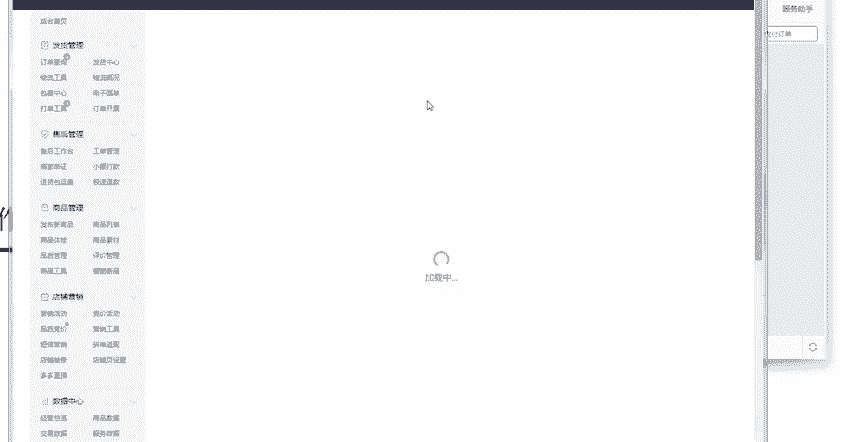 后台首页
发货管理
订单查询 发货中心
物流工具 物流概况
包裹中心 电子面单
打单工具 订单开票
售后管理
售后工作台 工单管理
商家举证 小额打款
退货包运费 极速退款
商品管理
发布新商品 商品列表
商品体检 商品素材
品质管理 评价管理
商品工具
店铺营销
营销活动 竞价活动
品质竞价 营销工具
短信营销
店铺装修 店铺页设置
多多直播
数据中心
经营总览 商品数据
交易数据 服务数据
加载中...
服务助手
支付订单
作